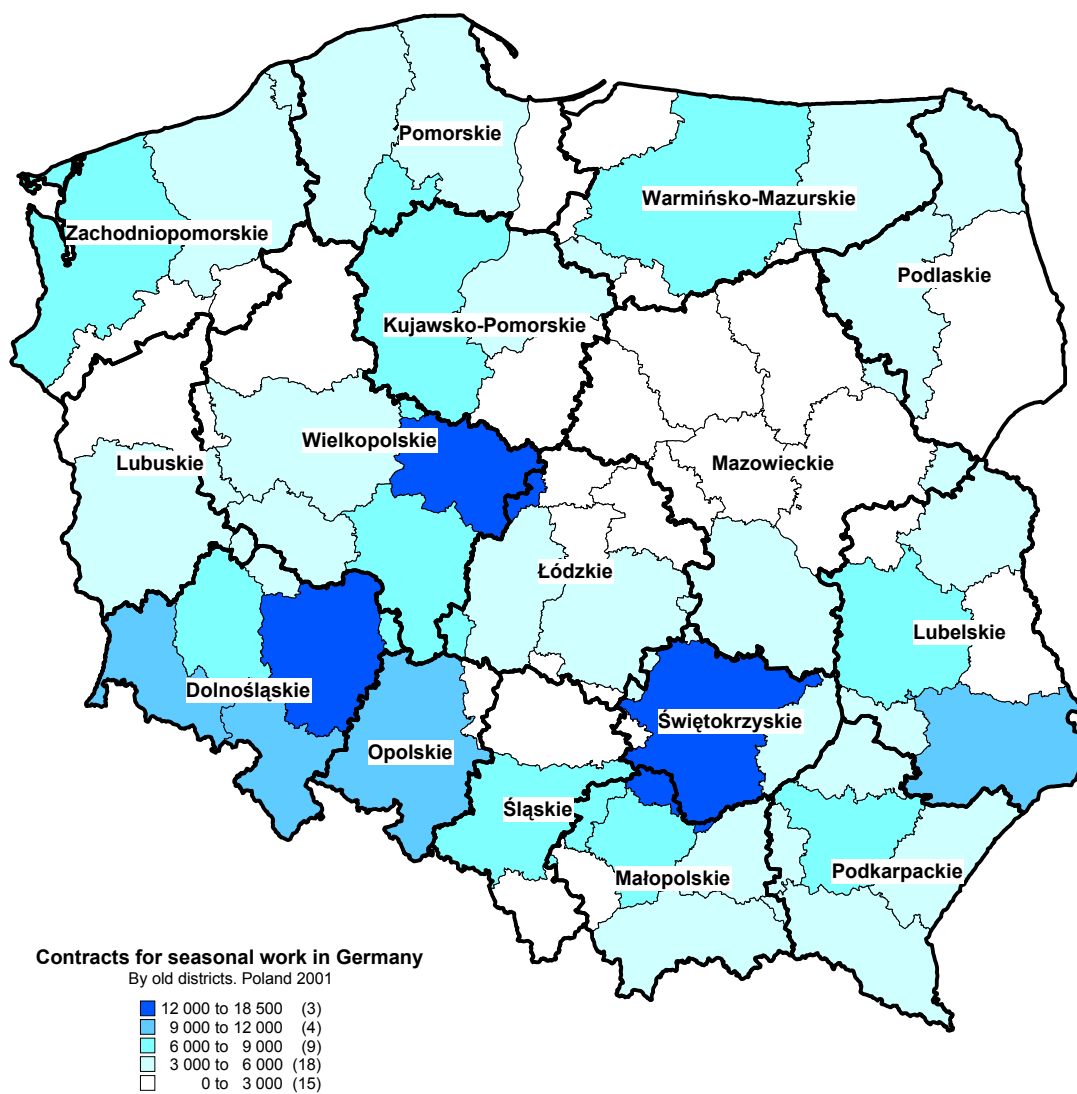 Pomorskie
Warmińsko-Mazurskie
Zachodniopomorskie
Podlaskie
Kujawsko-Pomorskie
Wielkopolskie
Lubuskie
Mazowieckie
Łódzkie
Lubelskie
Dolnośląskie
Świętokrzyskie
Opolskie
Śląskie
Małopolskie
Podkarpackie
Contracts for seasonal work in Germany
By old districts. Poland 2001
12 000 to 18 500 (3)
9 000 to 12 000 (4)
6 000 to 9 000 (9)
3 000 to 6 000 (18)
0 to 3 000 (15)